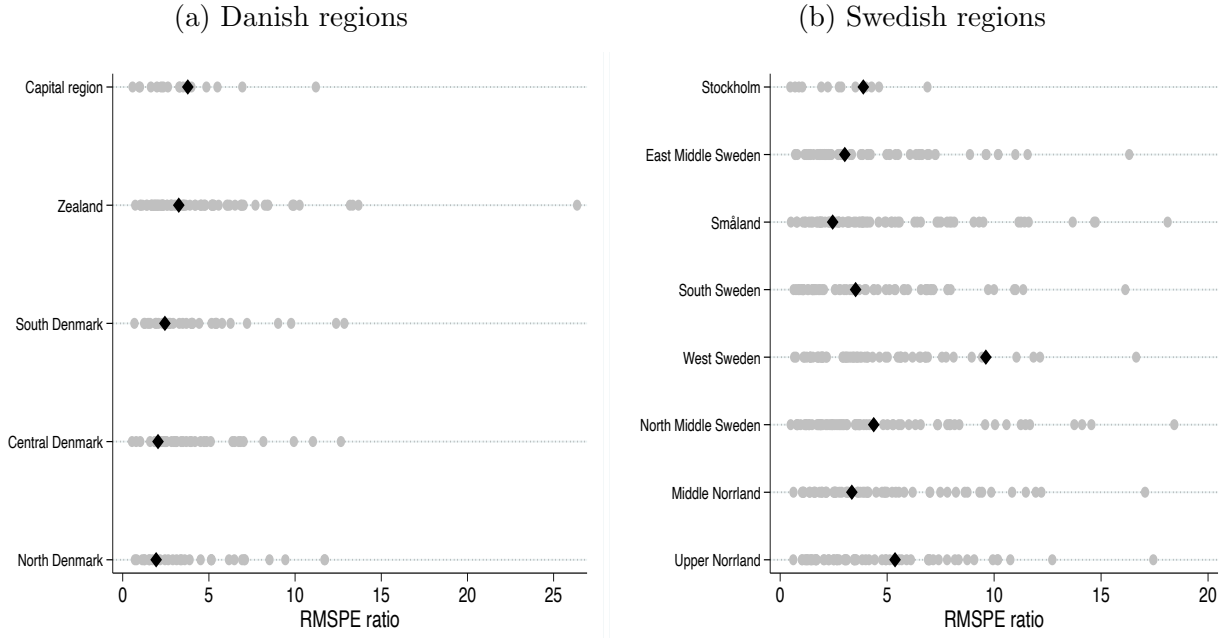 (a) Danish regions
Capital region
Zealand
South Denmark
Central Denmark
North Denmark
0 5 10 15 20 25
RMSPE ratio
(b) Swedish regions
Stockholm
East Middle Sweden
Småland
South Sweden
West Sweden
North Middle Sweden
Middle Norrland
Upper Norrland
0 5 10 15 20
RMSPE ratio